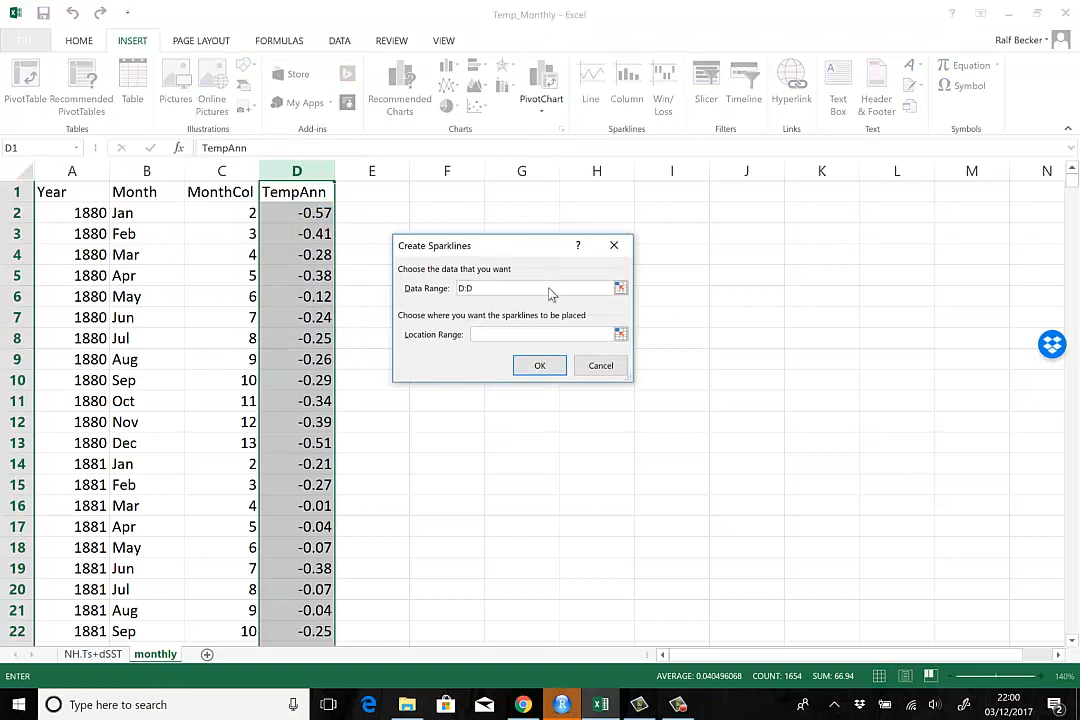 Temp_Monthly - Excel
FILE HOME INSERT PAGE LAYOUT FORMULAS DATA REVIEW VIEW
Ralf Becker
PivotTable Recommended PivotTables Table Pictures Online Pictures Store My Apps Recommended Charts PivotChart Line Column Win/ Loss Slicer Timeline Hyperlink Text Box Header & Footer Equation Symbol
Tables Illustrations Add-ins Charts Sparklines Filters Links Text Symbols
D1 fx TempAnn
A B C D E F G H I J K L M N
1 Year Month MonthCol TempAnn
2 1880 Jan 2 -0.57
3 1880 Feb 3 -0.41
4 1880 Mar 4 -0.28
5 1880 Apr 5 -0.38
6 1880 May 6 -0.12
7 1880 Jun 7 -0.24
8 1880 Jul 8 -0.25
9 1880 Aug 9 -0.26
10 1880 Sep 10 -0.29
11 1880 Oct 11 -0.34
12 1880 Nov 12 -0.39
13 1880 Dec 13 -0.51
14 1881 Jan 2 -0.21
15 1881 Feb 3 -0.27
16 1881 Mar 4 -0.01
17 1881 Apr 5 -0.04
18 1881 May 6 -0.07
19 1881 Jun 7 -0.38
20 1881 Jul 8 -0.07
21 1881 Aug 9 -0.04
22 1881 Sep 10 -0.25
Create Sparklines ?
Choose the data that you want
Data Range: D:D
Choose where you want the sparklines to be placed
Location Range:
OK Cancel
NH.Ts+dSST monthly
ENTER AVERAGE: 0.040496068 COUNT: 1654 SUM: 66.94 140%
Type here to search
22:00
03/12/2017
2